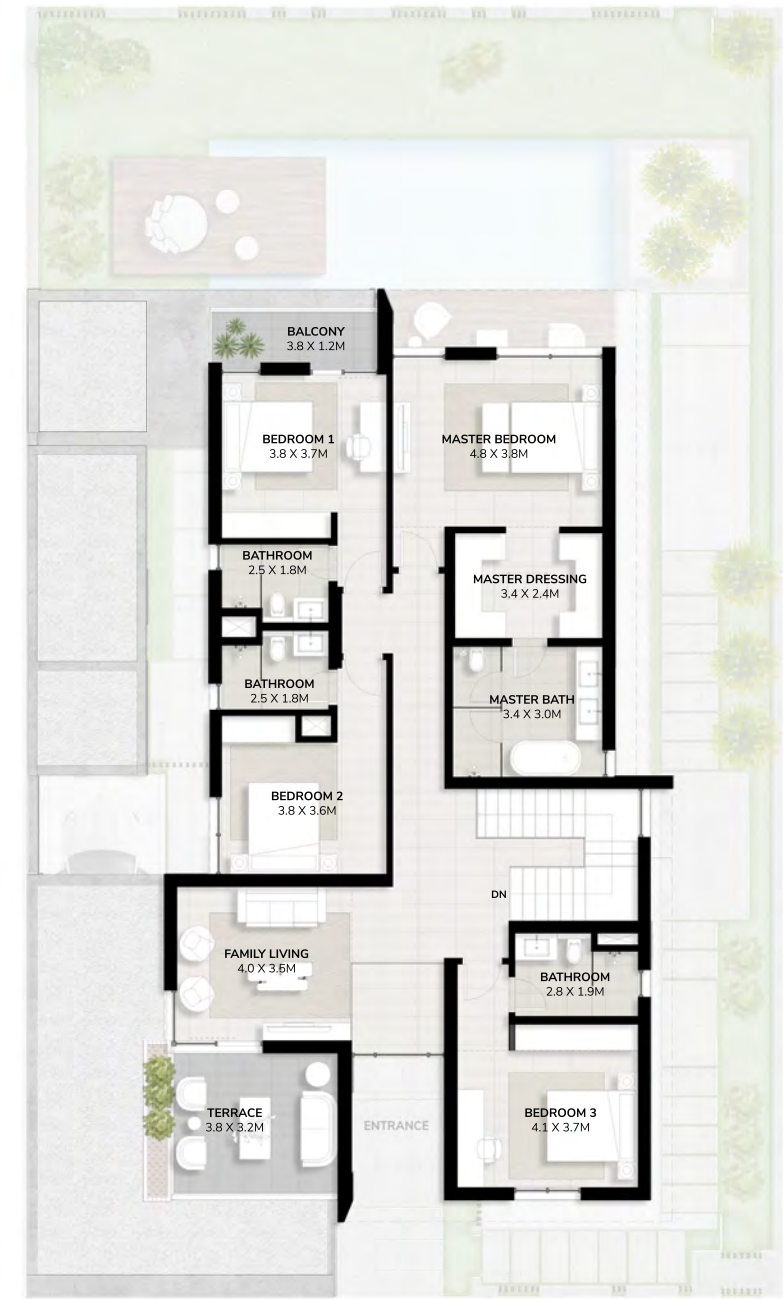 BALCONY
3.8 X 1.2M
BEDROOM 1
3.8 X 3.7M
MASTER BEDROOM
4.8 X 3.8M
BATHROOM
2.5 X 1.8M
MASTER DRESSING
3.4 X 2.4M
BATHROOM
2.5 X 1.8M
MASTER BATH
3.4 X 3.0M
BEDROOM 2
3.8 X 3.6M
DN
FAMILY LIVING
4.0 X 3.5M
BATHROOM
2.8 X 1.9M
TERRACE
3.8 X 3.2M
ENTRANCE
BEDROOM 3
4.1 X 3.7M